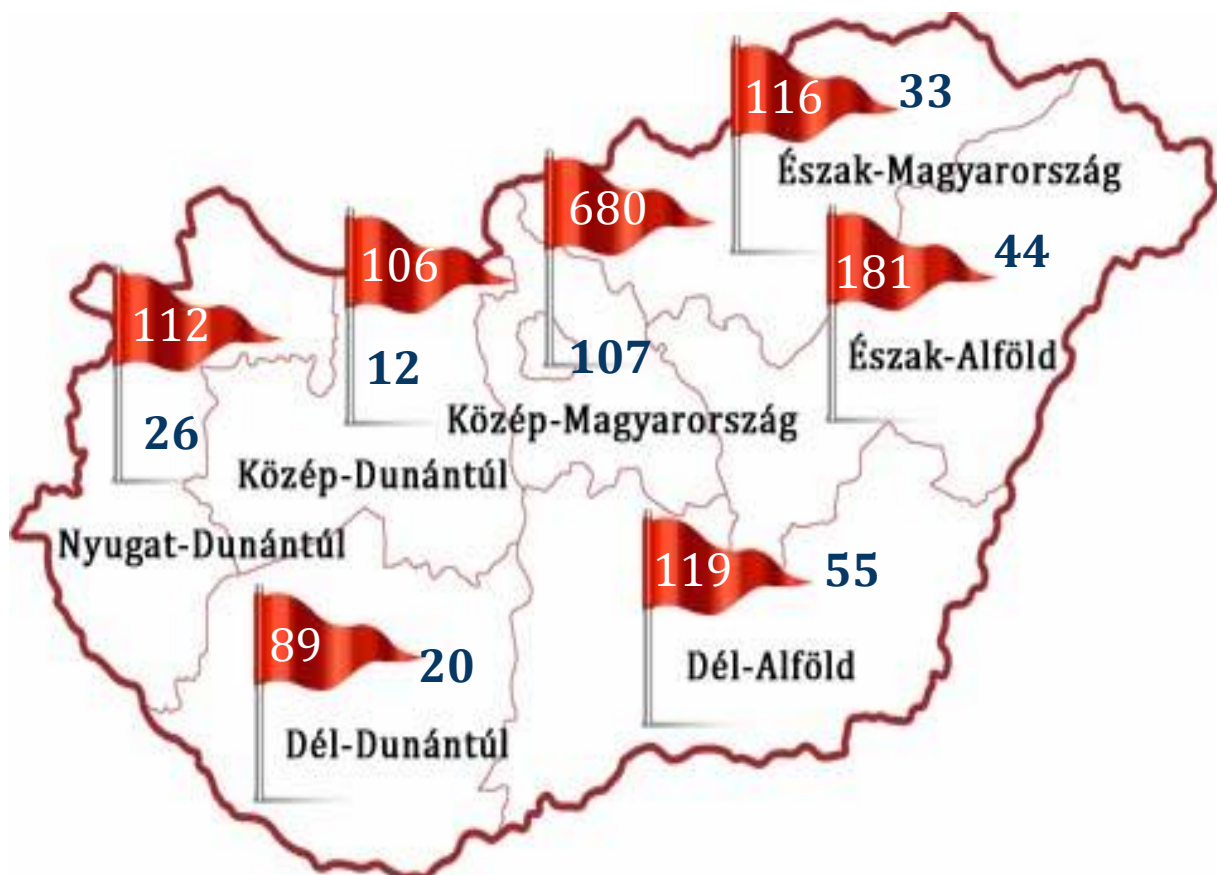 116
33
Észak-Magyarország
680
107
Közép-Magyarország
181
44
Észak-Alföld
106
12
Közép-Dunántúl
112
26
Nyugat-Dunántúl
119
55
Dél-Alföld
89
20
Dél-Dunántúl